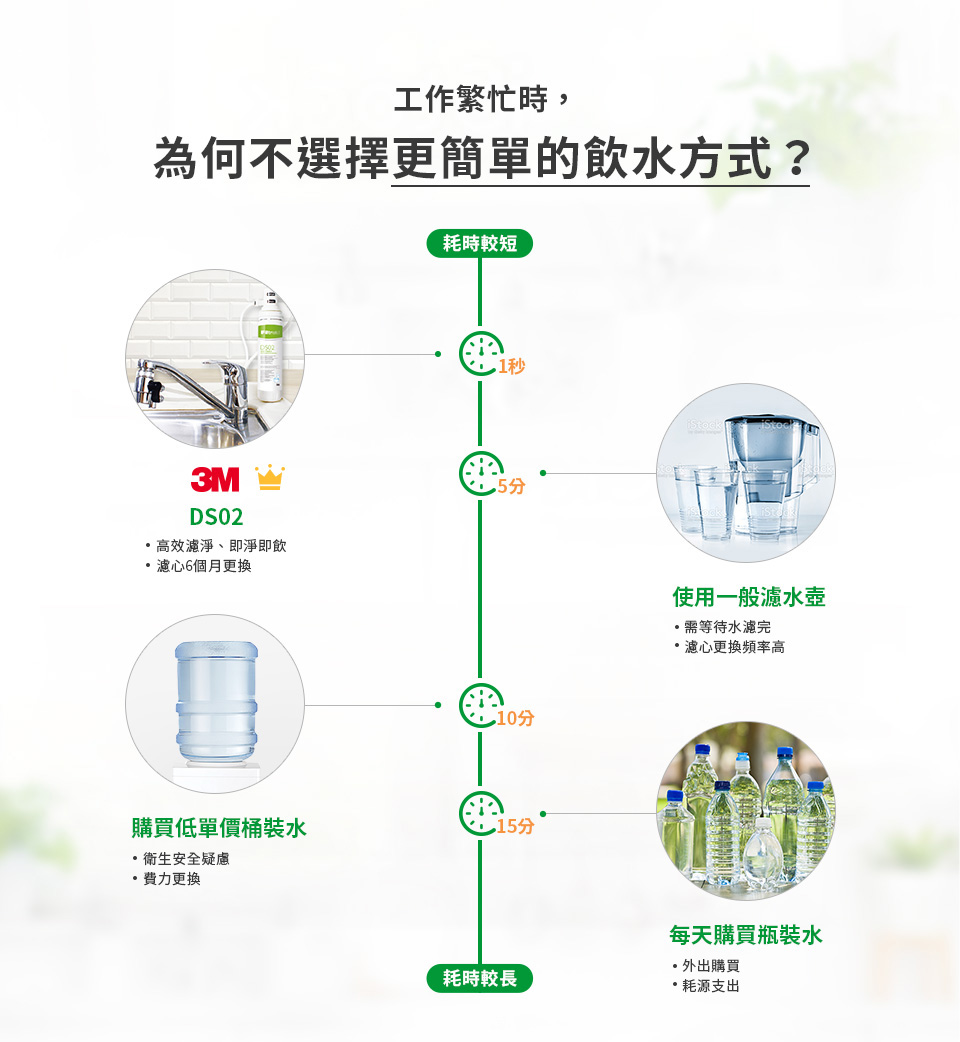 工作繁忙時，
為何不選擇更簡單的飲水方式？
耗時較短
1秒
DS02
3M
DS02
• 高效濾淨、即淨即飲
• 濾心6個月更換
5分
iStock
iStock
使用一般濾水壺
• 需等待水濾完
• 濾心更換頻率高
10分
購買低單價桶裝水
• 衛生安全疑慮
• 費力更換
15分
每天購買瓶裝水
• 外出購買
• 耗源支出
耗時較長